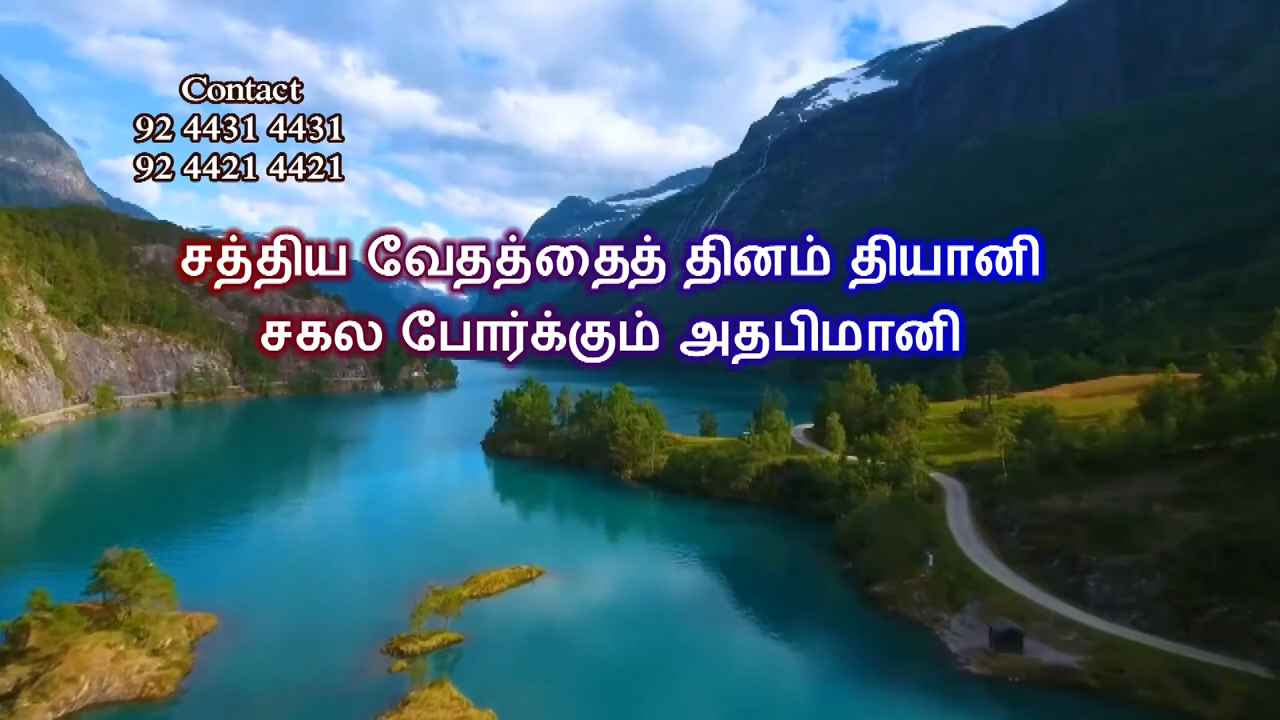 Contact
92 4431 4431
92 4421 4421
சத்திய வேதத்தைத் தினம் தியானி
சகல போர்க்கும் அதபிமானி